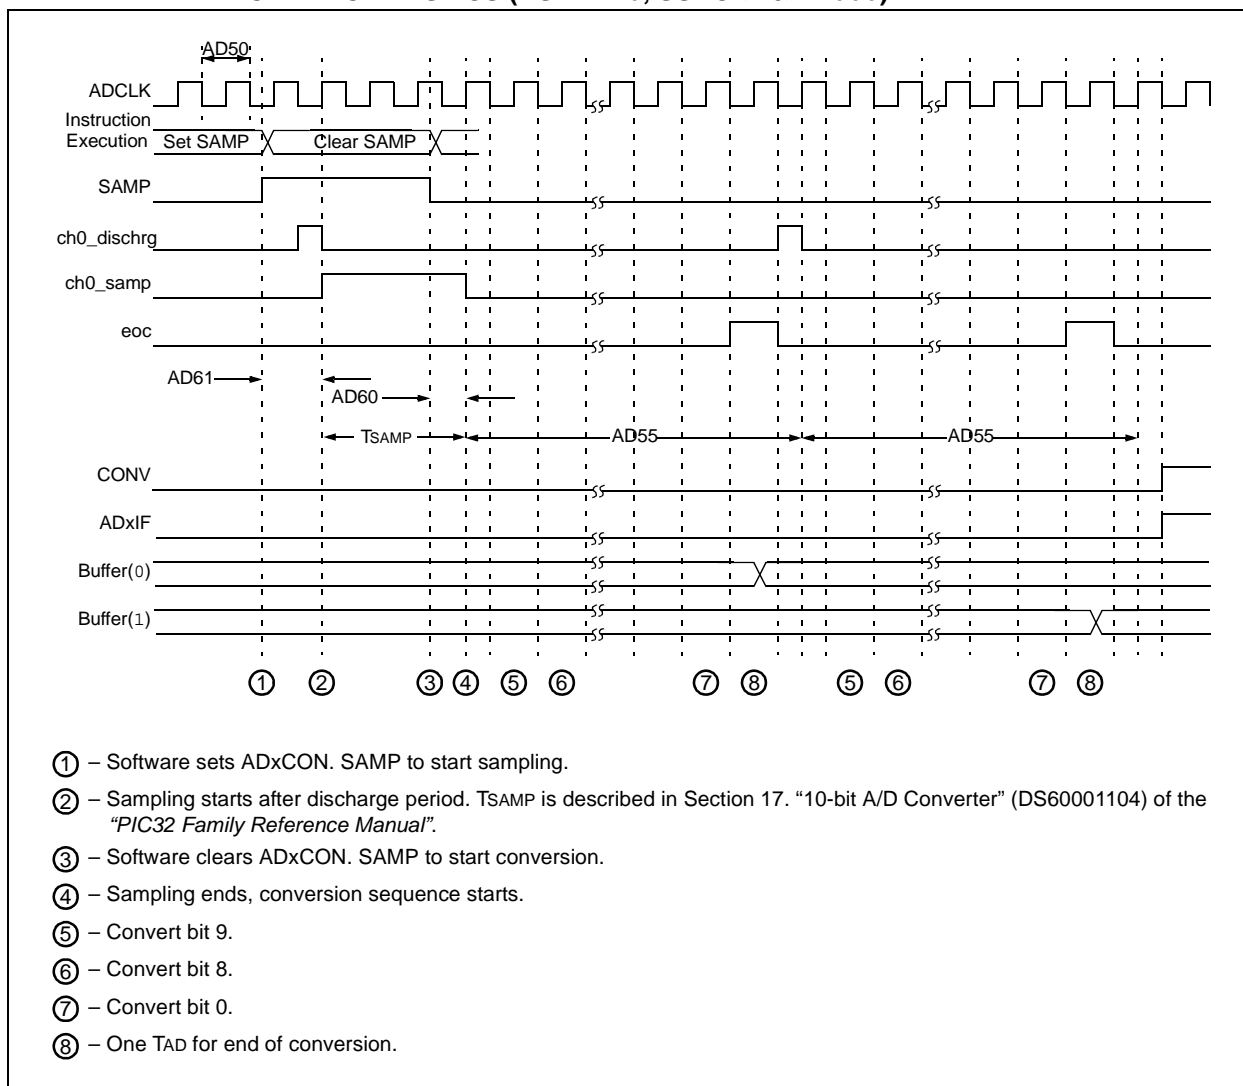 AD50
ADCLK
Instruction
Execution
Set SAMP
Clear SAMP
SAMP
ch0_dischrg
ch0_samp
eoc
AD61
AD60
TSAMP
AD55
AD55
CONV
ADxIF
Buffer(0)
Buffer(1)
1 2 3 4 5 6 7 8 5 6 7 8
1 – Software sets ADxCON. SAMP to start sampling.
2 – Sampling starts after discharge period. TSAMP is described in Section 17. “10-bit A/D Converter” (DS60001104) of the
“PIC32 Family Reference Manual”.
3 – Software clears ADxCON. SAMP to start conversion.
4 – Sampling ends, conversion sequence starts.
5 – Convert bit 9.
6 – Convert bit 8.
7 – Convert bit 0.
8 – One TAD for end of conversion.